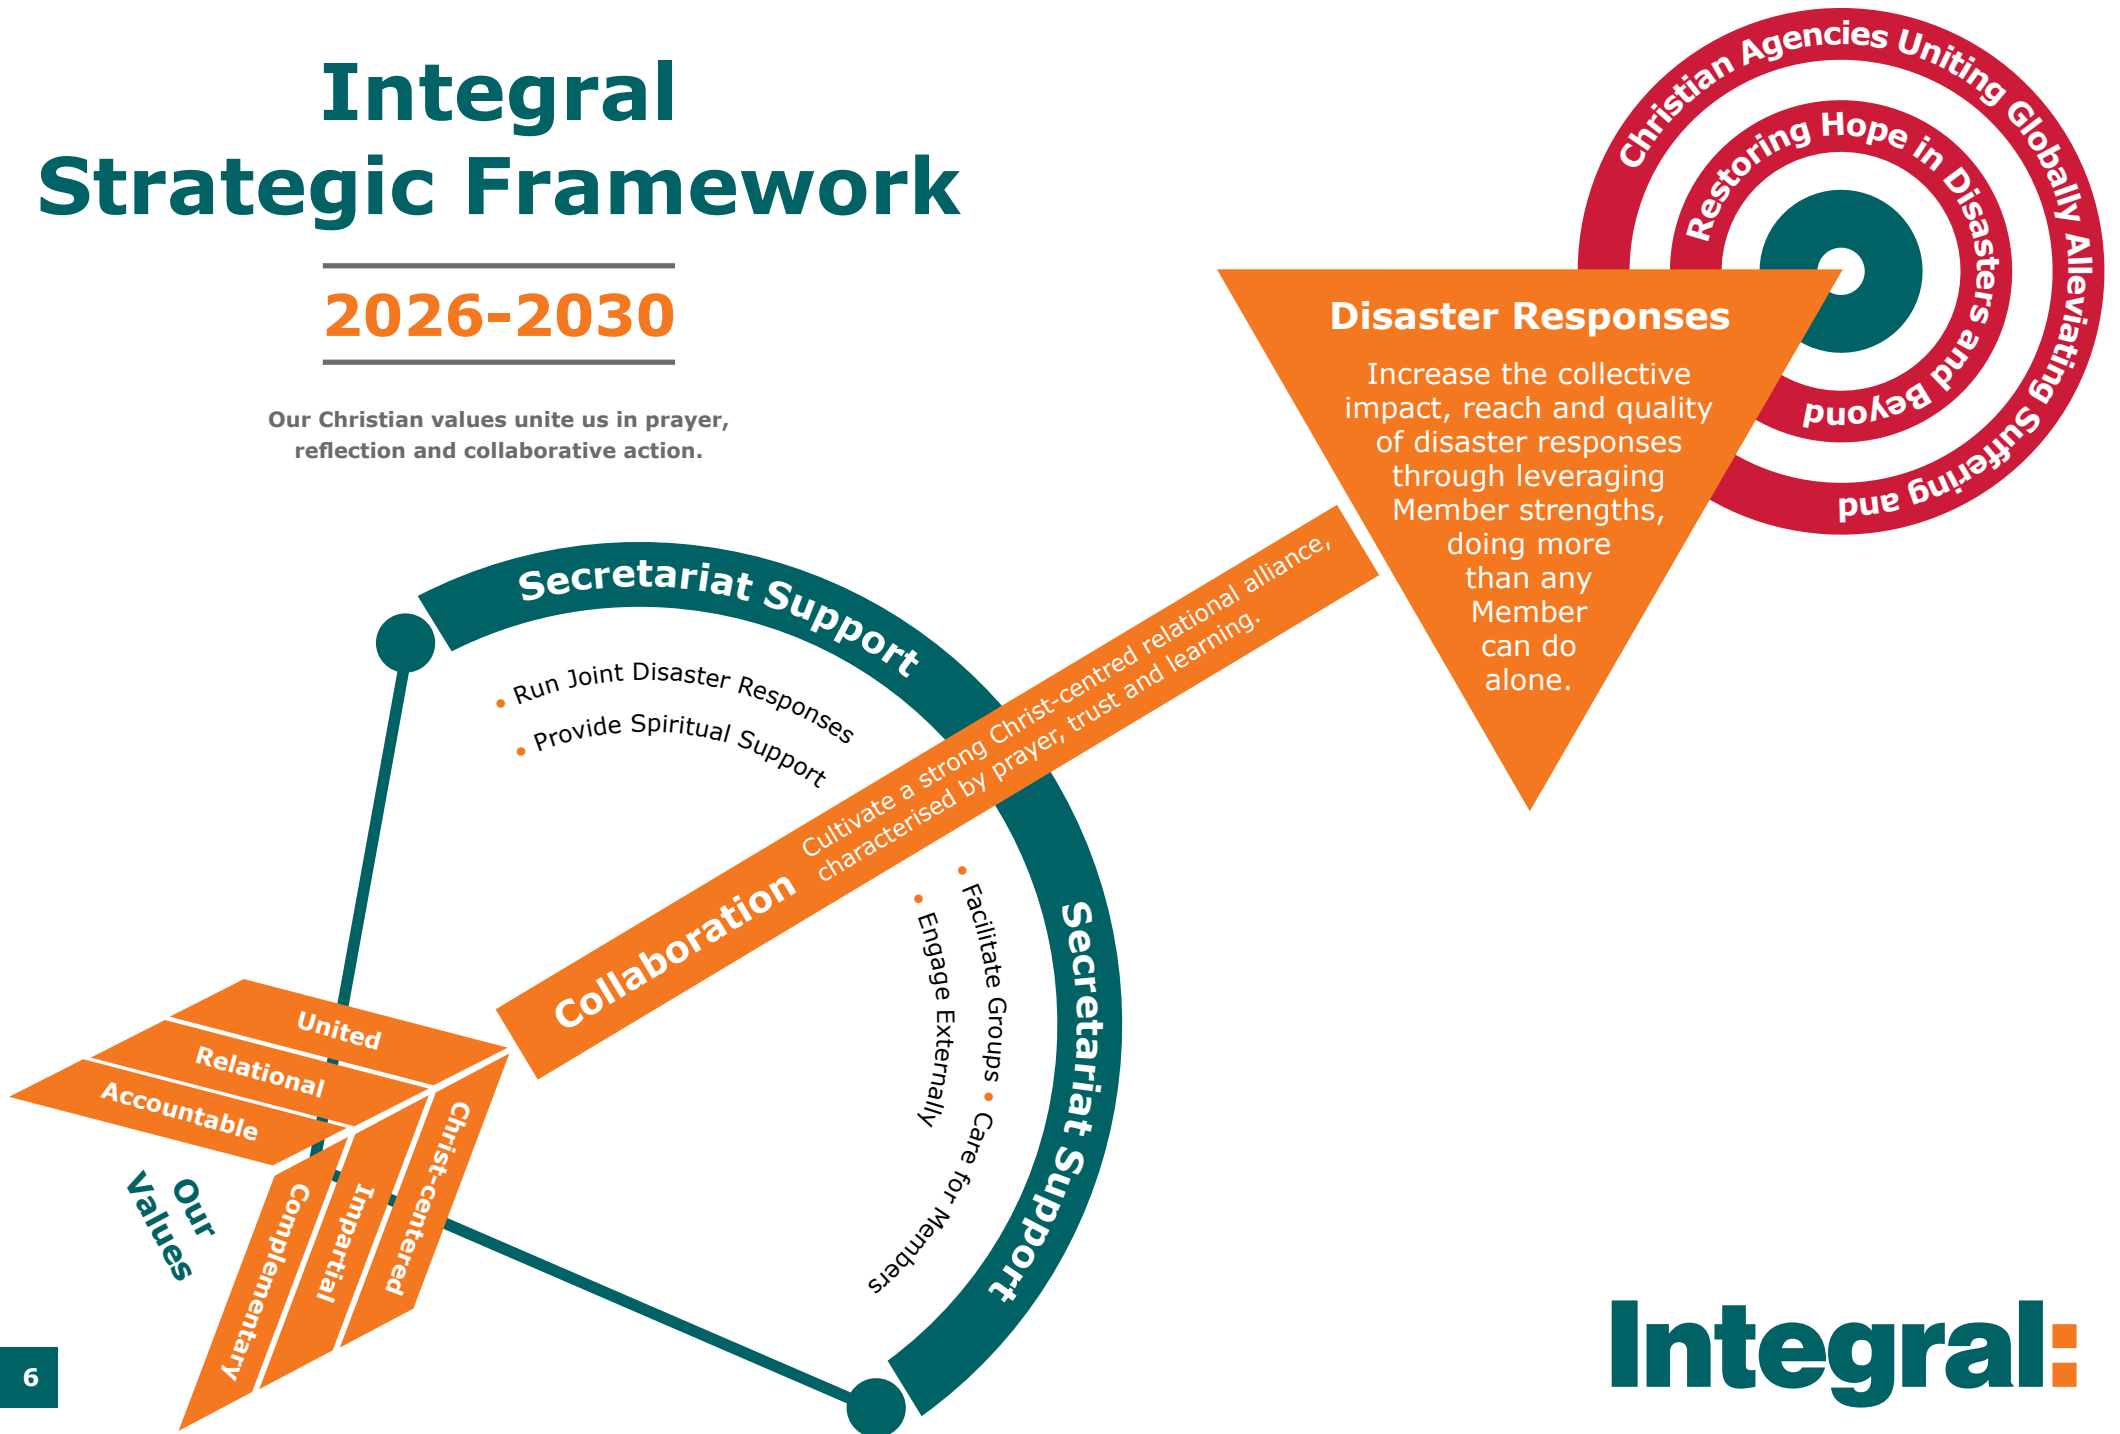 Integral
Strategic Framework
2026–2030
Our Christian values unite us in prayer,
reflection and collaborative action.
Christian Agencies Uniting Globally Alleviating Suffering and
Restoring Hope in Disasters and Beyond
Disaster Responses
Increase the collective
impact, reach and quality
of disaster responses
through leveraging
Member strengths,
doing more
than any
Member
can do
alone.
Secretariat Support
• Run Joint Disaster Responses
• Provide Spiritual Support
Collaboration
Cultivate a strong Christ-centred relational alliance,
characterised by prayer, trust and learning.
Secretariat Support
• Facilitate Groups • Care for Members
• Engage Externally
United
Relational
Accountable
Christ-centered
Impartial
Complementary
Our
Values
6
Integral: